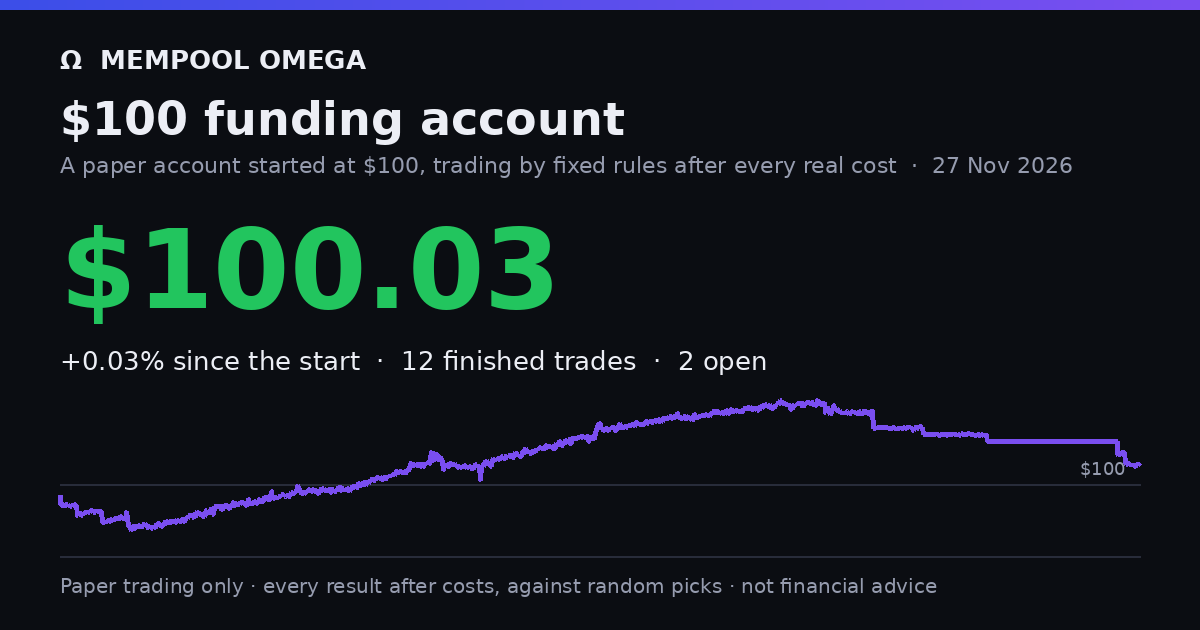 Ω MEMPOOL OMEGA
$100 funding account
A paper account started at $100, trading by fixed rules after every real cost · 27 Nov 2026
$100.03
+0.03% since the start · 12 finished trades · 2 open
$100
Paper trading only · every result after costs, against random picks · not financial advice